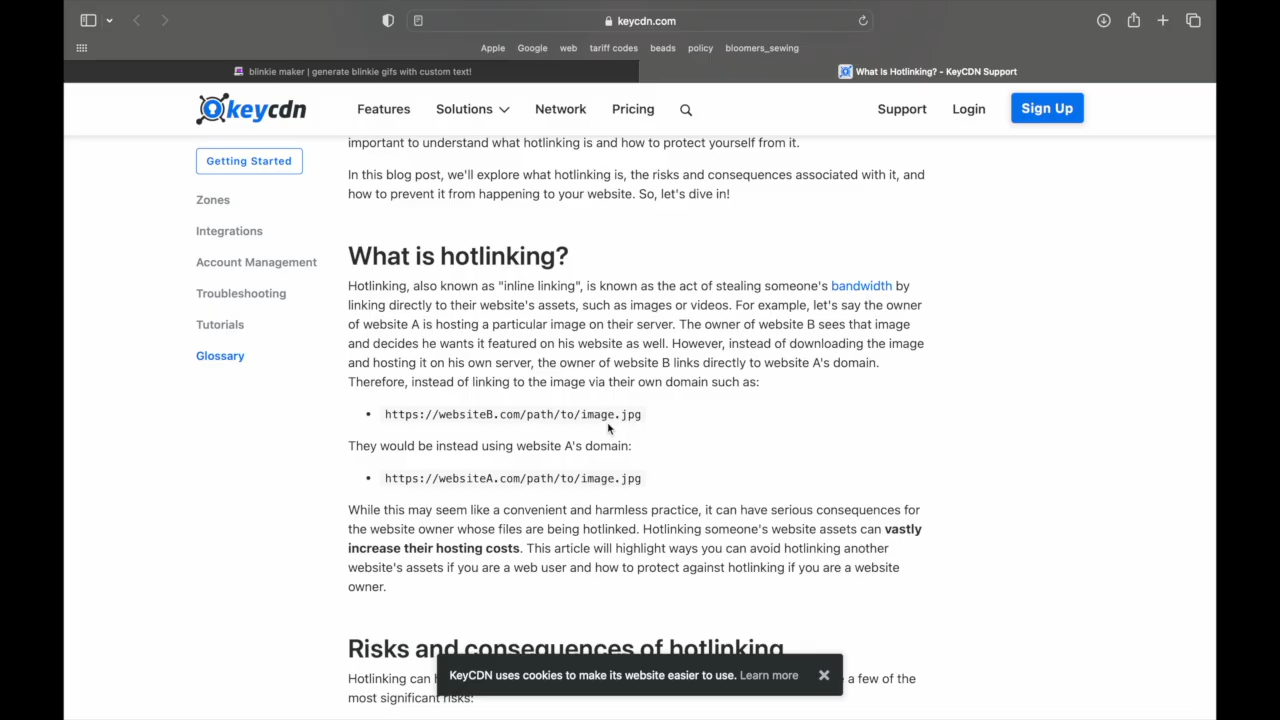 keycdn.com
Apple Google web tariff codes beads policy bloomers_sewing
blinkie maker | generate blinkie gifs with custom text!
What Is Hotlinking? - KeyCDN Support
keycdn
Features Solutions Network Pricing
Support Login Sign Up
Getting Started
Zones
Integrations
Account Management
Troubleshooting
Tutorials
Glossary
important to understand what hotlinking is and how to protect yourself from it.
In this blog post, we'll explore what hotlinking is, the risks and consequences associated with it, and
how to prevent it from happening to your website. So, let's dive in!
What is hotlinking?
Hotlinking, also known as "inline linking", is known as the act of stealing someone's bandwidth by
linking directly to their website's assets, such as images or videos. For example, let's say the owner
of website A is hosting a particular image on their server. The owner of website B sees that image
and decides he wants it featured on his website as well. However, instead of downloading the image
and hosting it on his own server, the owner of website B links directly to website A's domain.
Therefore, instead of linking to the image via their own domain such as:
• https://websiteB.com/path/to/image.jpg
They would be instead using website A's domain:
• https://websiteA.com/path/to/image.jpg
While this may seem like a convenient and harmless practice, it can have serious consequences for
the website owner whose files are being hotlinked. Hotlinking someone's website assets can vastly
increase their hosting costs. This article will highlight ways you can avoid hotlinking another
website's assets if you are a web user and how to protect against hotlinking if you are a website
owner.
Risks and consequences of hotlinking
Hotlinking can
a few of the
most significant risks:
KeyCDN uses cookies to make its website easier to use. Learn more